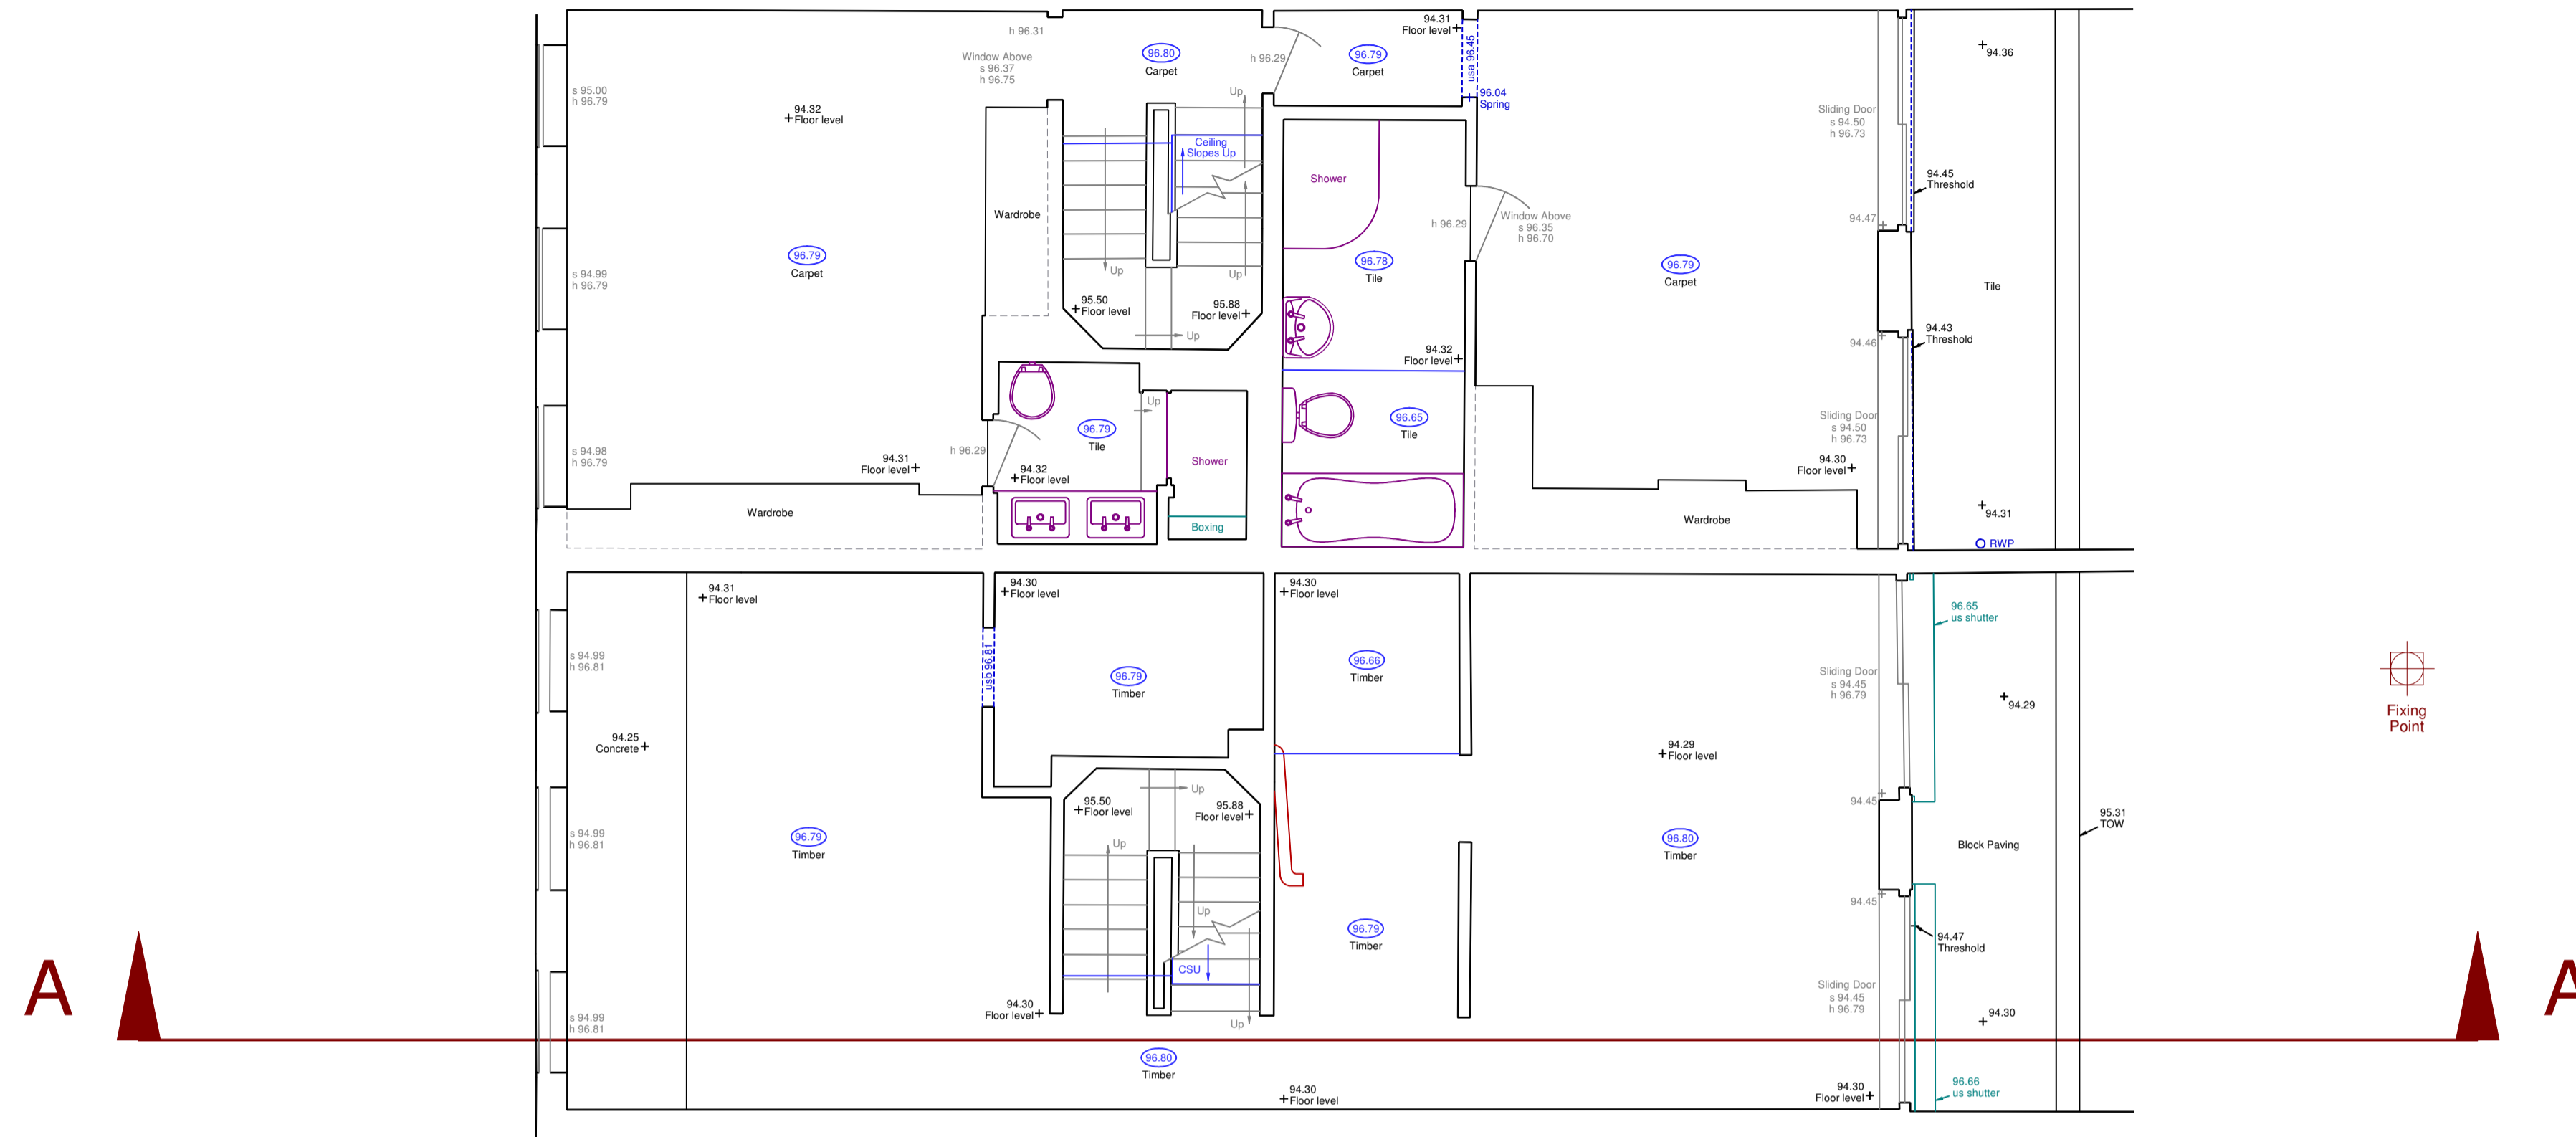 h 96.31
96.80
Carpet
h 96.29
96.79
Carpet
94.31
Floor level
usa 96.45
96.04
Spring
94.36
Window Above
s 96.37
h 96.75
s 95.00
h 96.79
94.32
Floor level
Up
Ceiling
Slopes Up
Shower
Sliding Door
s 94.50
h 96.73
94.45
Threshold
Wardrobe
h 96.29
Window Above
s 96.35
h 96.70
94.47
96.79
Carpet
s 94.99
h 96.79
Up
Up
96.78
Tile
96.79
Carpet
Tile
95.50
Floor level
95.88
Floor level
Up
94.32
Floor level
94.46
94.43
Threshold
Up
96.79
Tile
96.65
Tile
Sliding Door
s 94.50
h 96.73
s 94.98
h 96.79
94.31
Floor level
h 96.29
94.32
Floor level
Shower
94.30
Floor level
Wardrobe
Boxing
Wardrobe
94.31
RWP
94.31
Floor level
94.30
Floor level
94.30
Floor level
96.65
us shutter
s 94.99
h 96.81
usb 96.81
96.79
Timber
96.66
Timber
Sliding Door
s 94.45
h 96.79
94.29
Fixing
Point
94.25
Concrete
94.29
Floor level
Up
95.50
Floor level
95.88
Floor level
94.45
95.31
TOW
s 94.99
h 96.81
96.79
Timber
Up
96.80
Timber
Block Paving
Up
94.45
96.79
Timber
94.47
Threshold
CSU
A
A
s 94.99
h 96.81
94.30
Floor level
Up
Sliding Door
s 94.45
h 96.79
94.30
96.80
Timber
94.30
Floor level
94.30
Floor level
96.66
us shutter